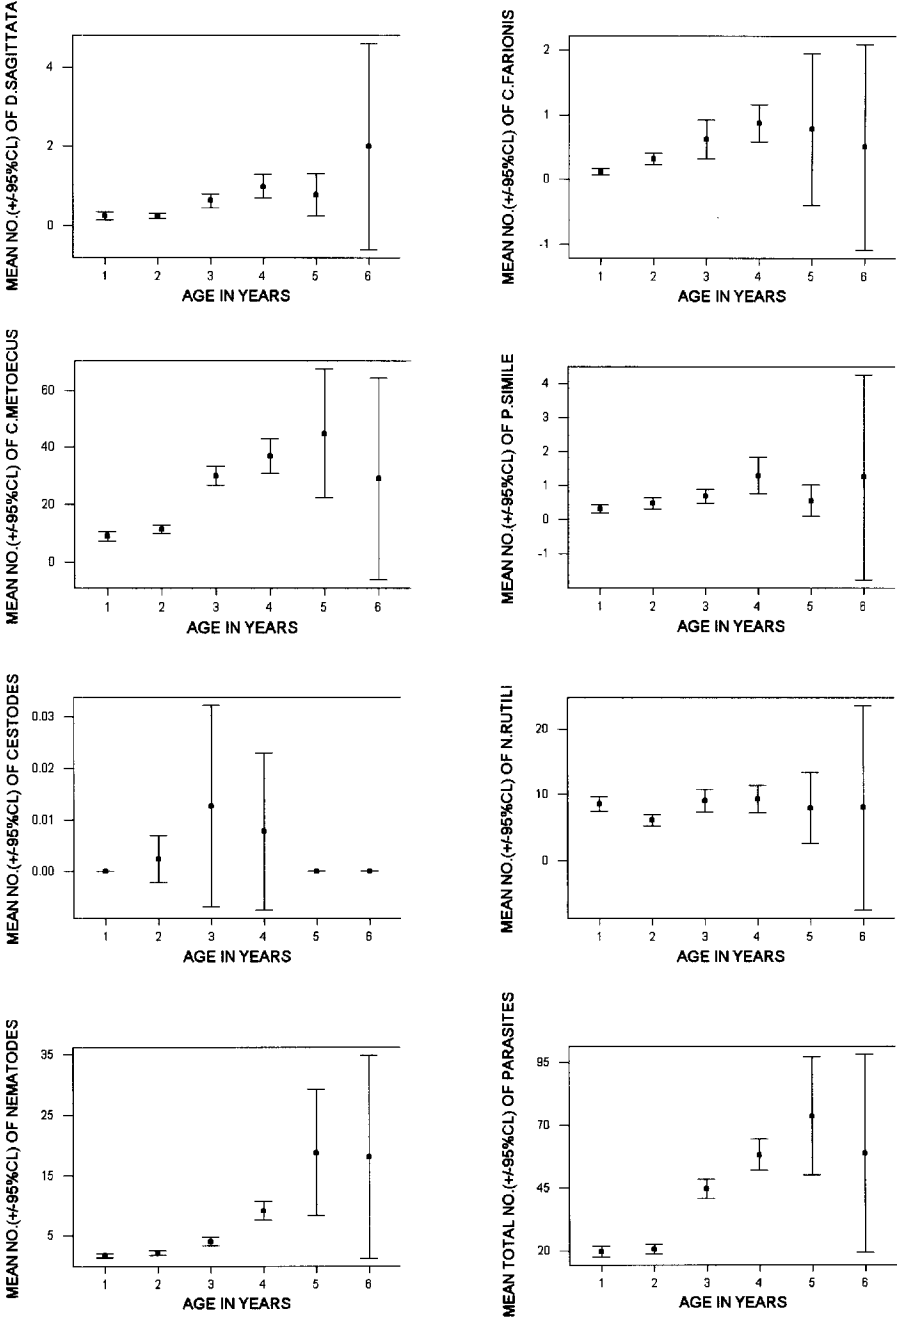 MEAN NO.(+/-95%CL) OF D.SAGITTATA
4
2
0
1 2 3 4 5 6
AGE IN YEARS
MEAN NO.(+/-95%CL) OF C.FARIONIS
2
1
0
-1
1 2 3 4 5 6
AGE IN YEARS
MEAN NO.(+/-95%CL) OF C.METOECUS
60
40
20
0
1 2 3 4 5 6
AGE IN YEARS
MEAN NO.(+/-95%CL) OF P.SIMILE
4
3
2
1
0
-1
1 2 3 4 5 6
AGE IN YEARS
MEAN NO.(+/-95%CL) OF CESTODES
0.03
0.02
0.01
0.00
1 2 3 4 5 6
AGE IN YEARS
MEAN NO.(+/-95%CL) OF N.RUTILI
20
10
0
1 2 3 4 5 6
AGE IN YEARS
MEAN NO.(+/-95%CL) OF NEMATODES
35
25
15
5
1 2 3 4 5 6
AGE IN YEARS
MEAN TOTAL NO.(+/-95%CL) OF PARASITES
95
70
45
20
1 2 3 4 5 6
AGE IN YEARS